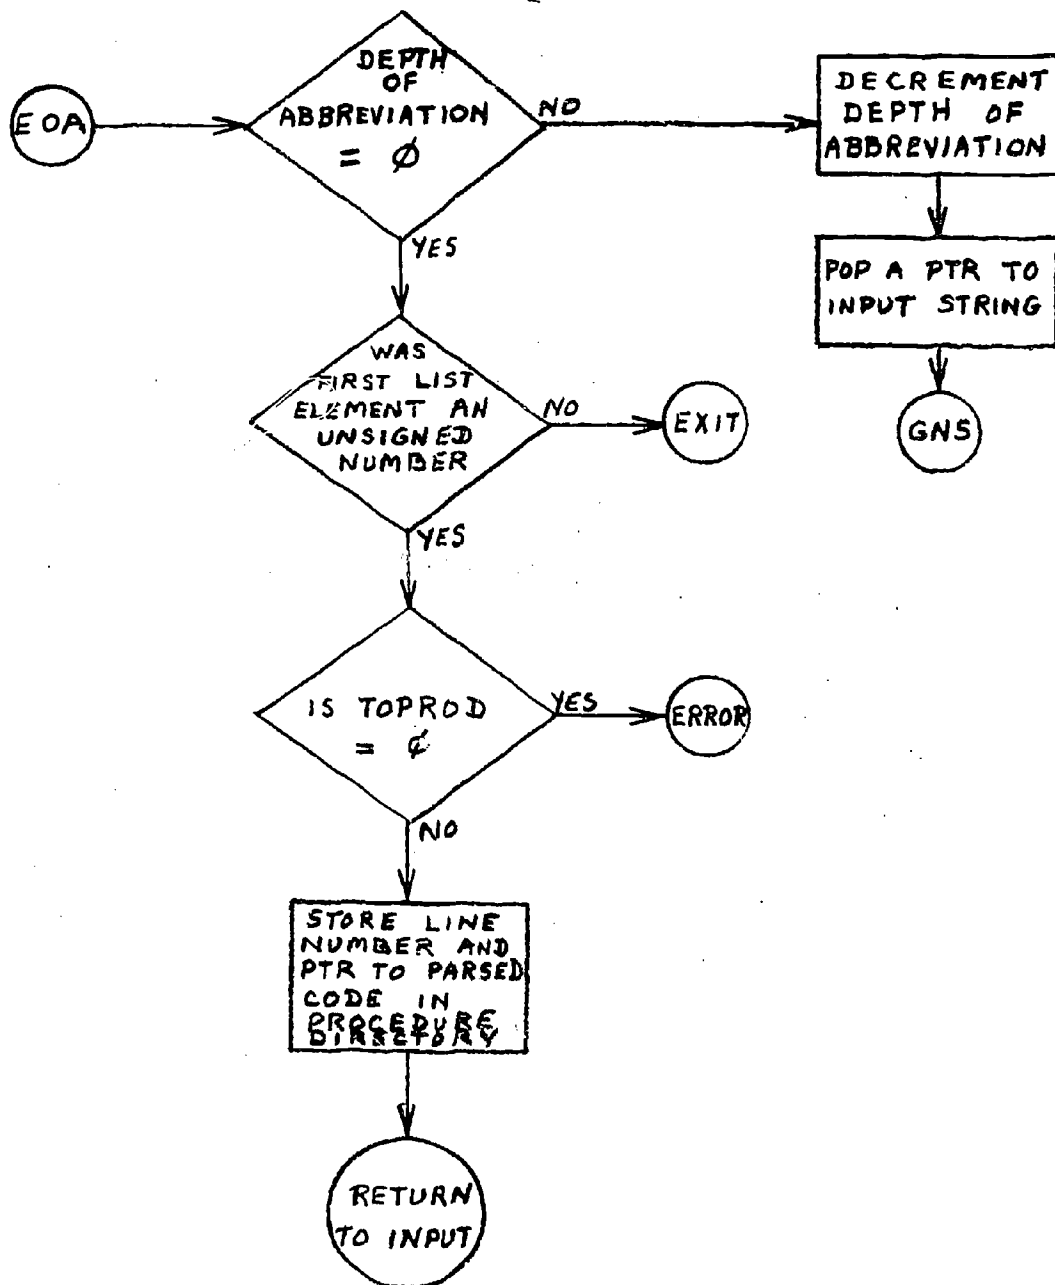 EOA
DEPTH
OF
ABBREVIATION
= Ø
NO
DECREMENT
DEPTH OF
ABBREVIATION
YES
POP A PTR TO
INPUT STRING
GNS
WAS
FIRST LIST
ELEMENT AN
UNSIGNED
NUMBER
NO
EXIT
YES
IS TOPROD
= Ø
YES
ERROR
NO
STORE LINE
NUMBER AND
PTR TO PARSED
CODE IN
PROCEDURE
DIRECTORY
RETURN
TO INPUT